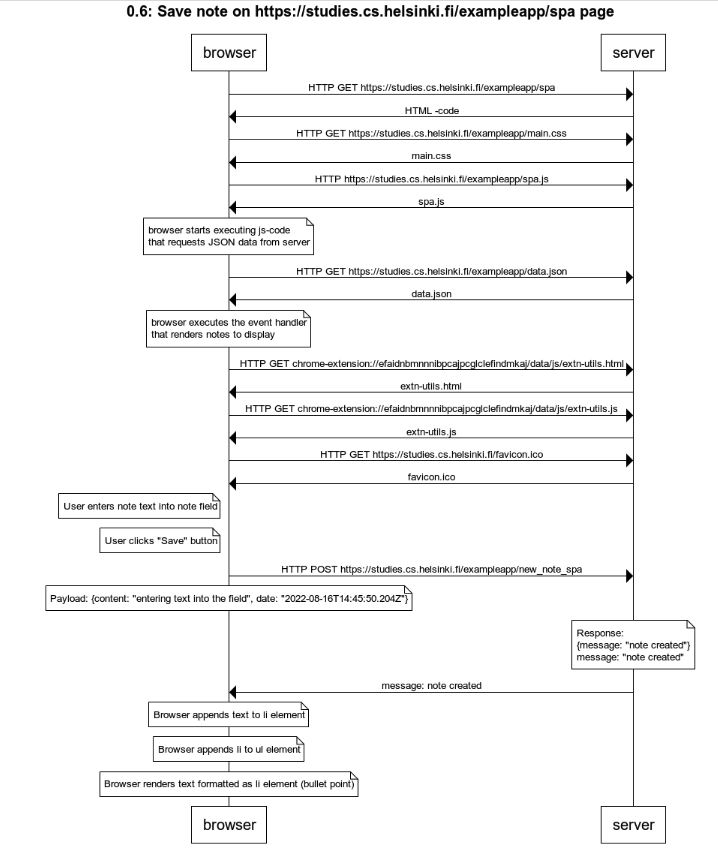 0.6: Save note on https://studies.cs.helsinki.fi/exampleapp/spa page
browser
server
HTTP GET https://studies.cs.helsinki.fi/exampleapp/spa
HTML -code
HTTP GET https://studies.cs.helsinki.fi/exampleapp/main.css
main.css
HTTP https://studies.cs.helsinki.fi/exampleapp/spa.js
spa.js
browser starts executing js-code
that requests JSON data from server
HTTP GET https://studies.cs.helsinki.fi/exampleapp/data.json
data.json
browser executes the event handler
that renders notes to display
HTTP GET chrome-extension://efaidnbmnnnibpcajpcglclefindmkaj/data/js/extn-utils.html
extn-utils.html
HTTP GET chrome-extension://efaidnbmnnnibpcajpcglclefindmkaj/data/js/extn-utils.js
extn-utils.js
HTTP GET https://studies.cs.helsinki.fi/favicon.ico
favicon.ico
User enters note text into note field
User clicks "Save" button
HTTP POST https://studies.cs.helsinki.fi/exampleapp/new_note_spa
Payload: {content: "entering text into the field", date: "2022-08-16T14:45:50.204Z"}
Response:
{message: "note created"}
message: "note created"
message: note created
Browser appends text to li element
Browser appends li to ul element
Browser renders text formatted as li element (bullet point)
browser
server